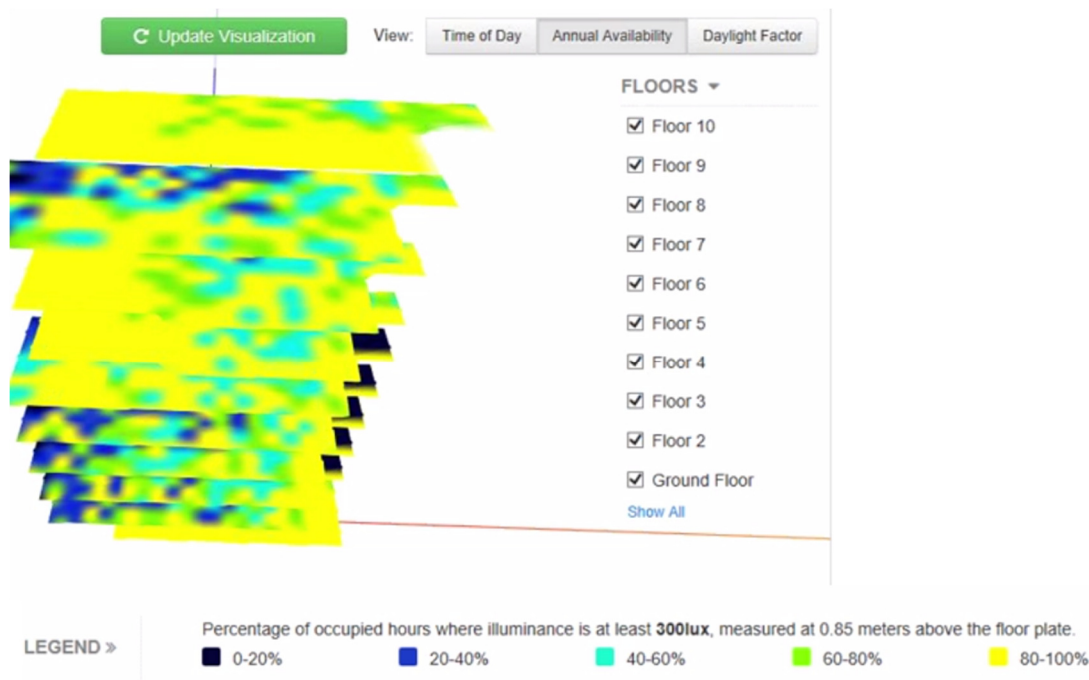 Update Visualization View: Time of Day Annual Availability Daylight Factor
FLOORS
Floor 10
Floor 9
Floor 8
Floor 7
Floor 6
Floor 5
Floor 4
Floor 3
Floor 2
Ground Floor
Show All
LEGEND »
Percentage of occupied hours where illuminance is at least 300lux, measured at 0.85 meters above the floor plate.
0-20% 20-40% 40-60% 60-80% 80-100%